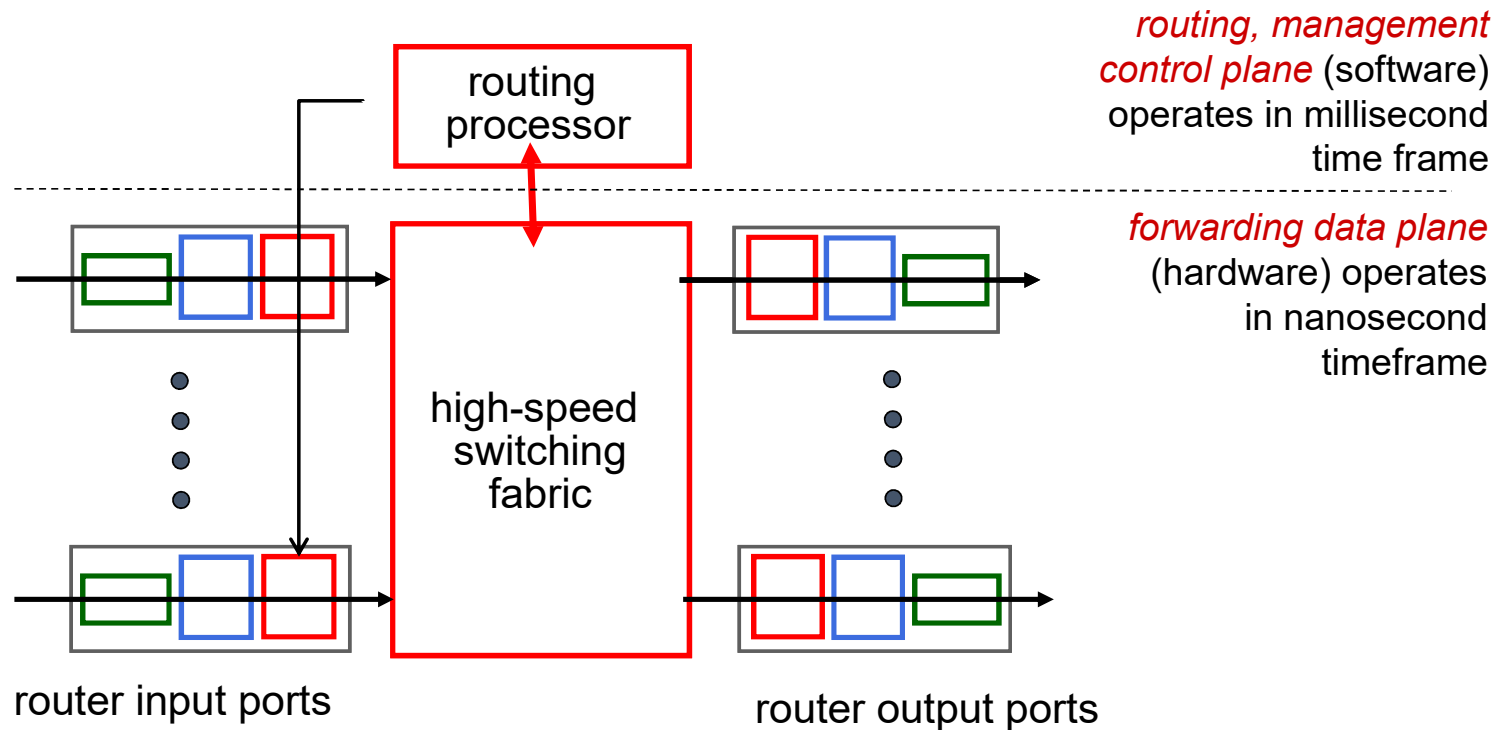 routing, management
control plane (software)
operates in millisecond
time frame
routing
processor
forwarding data plane
(hardware) operates
in nanosecond
timeframe
high-speed
switching
fabric
router input ports
router output ports